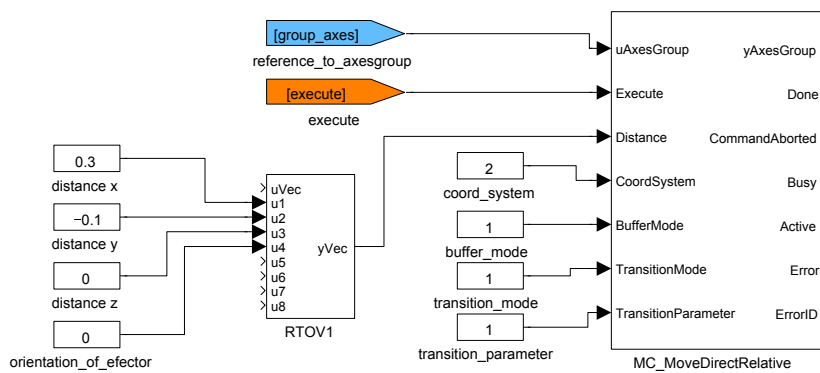 [group_axes]
reference_to_axesgroup
[execute]
execute
0.3
distance x
−0.1
distance y
0
distance z
0
orientation_of_efector
uVec
u1
u2
u3
u4
u5
u6
u7
u8
yVec
RTOV1
2
coord_system
1
buffer_mode
1
transition_mode
1
transition_parameter
uAxesGroup yAxesGroup
Execute Done
Distance CommandAborted
CoordSystem Busy
BufferMode Active
TransitionMode Error
TransitionParameter ErrorID
MC_MoveDirectRelative